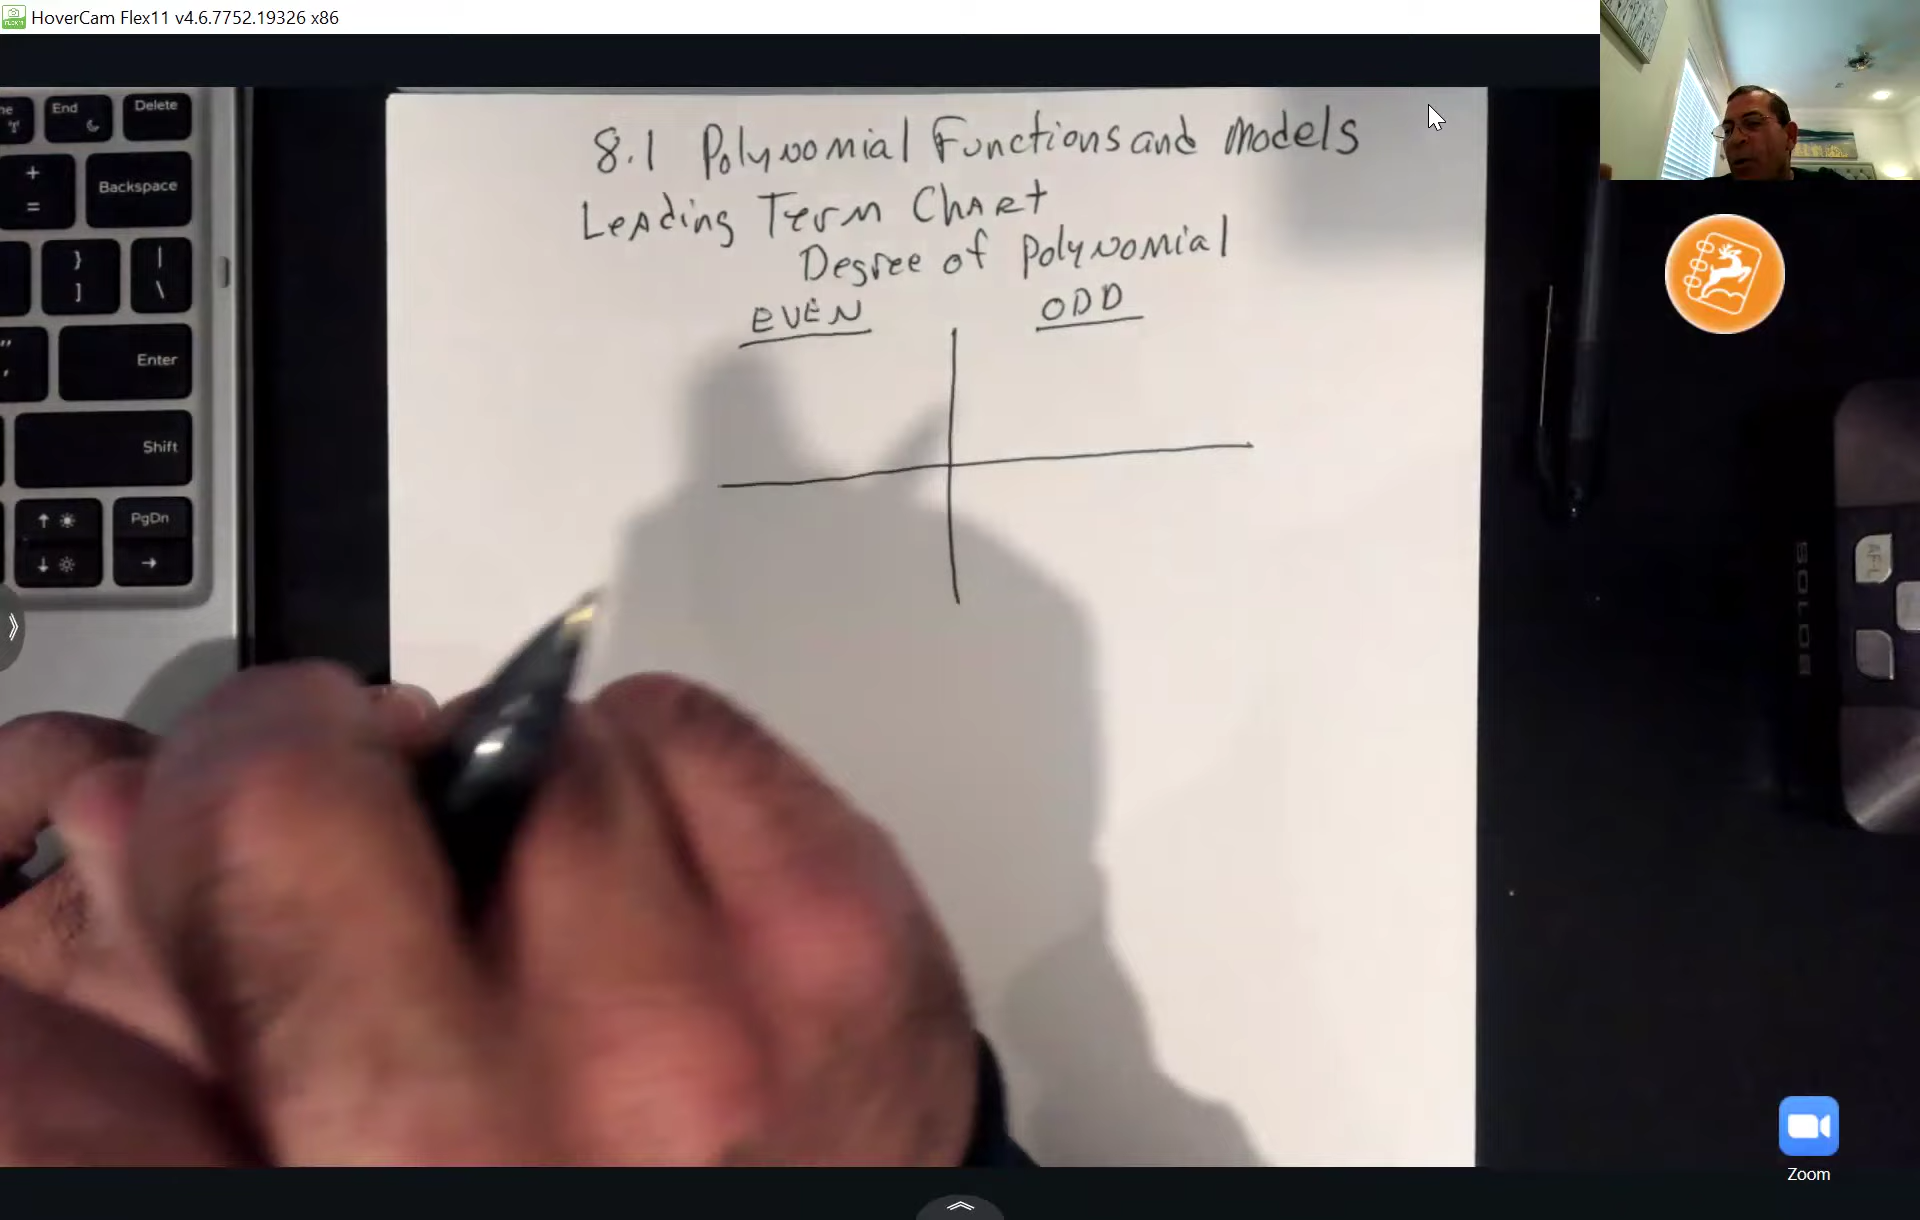 HoverCam Flex11 v4.6.7752.19326 x86
8.1 Polynomial Functions and Models
Leading Term Chart
Degree of Polynomial
EVEN ODD
End Delete
+
=
Backspace
} |
] \
" Enter
'
Shift
↑ PgDn
↓ →
SOLO8
Zoom